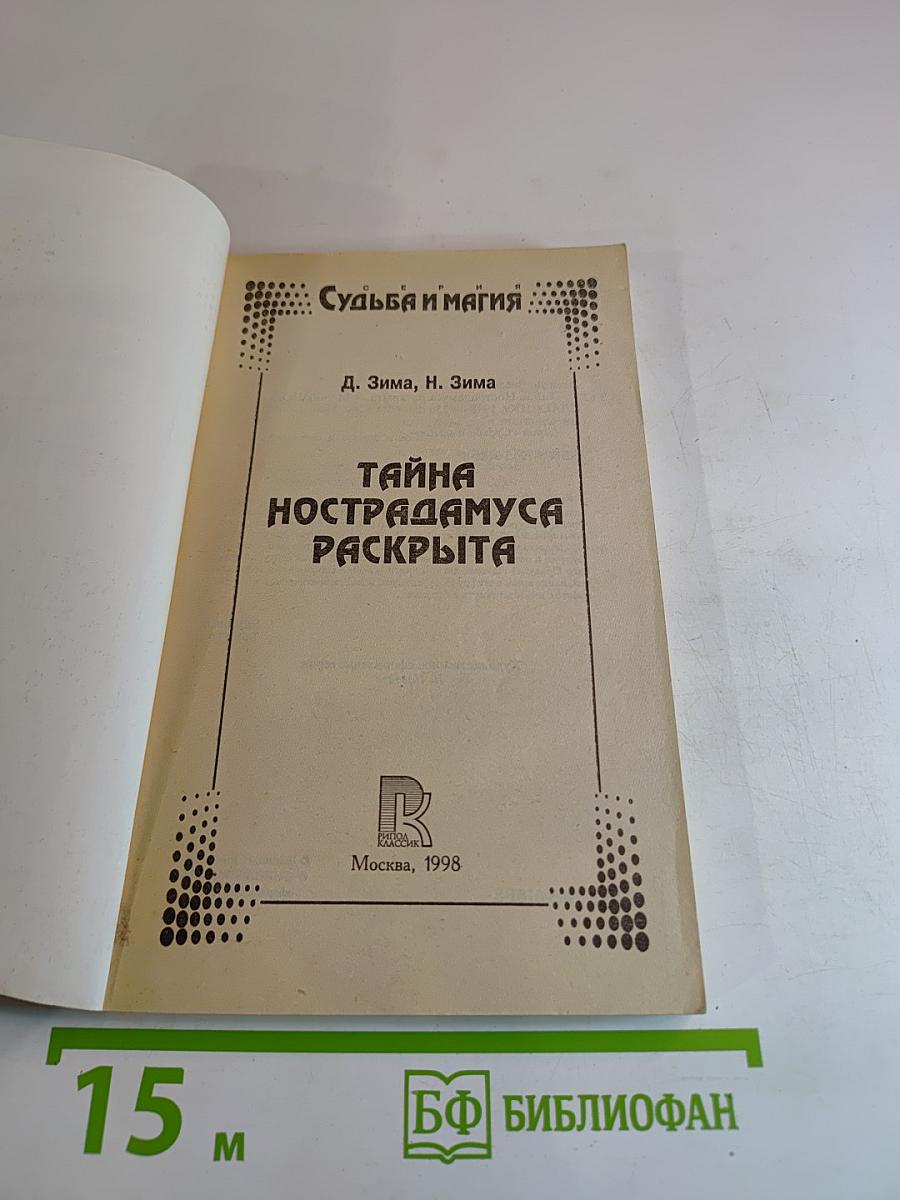 СЕРИЯ
СУДЬБА И МАГИЯ
Д. Зима, Н. Зима
ТАЙНА
НОСТРАДАМУСА
РАСКРЫТА
РИПОЛ
КЛАССИК
Москва, 1998
15 м
БФ БИБЛИОФАН